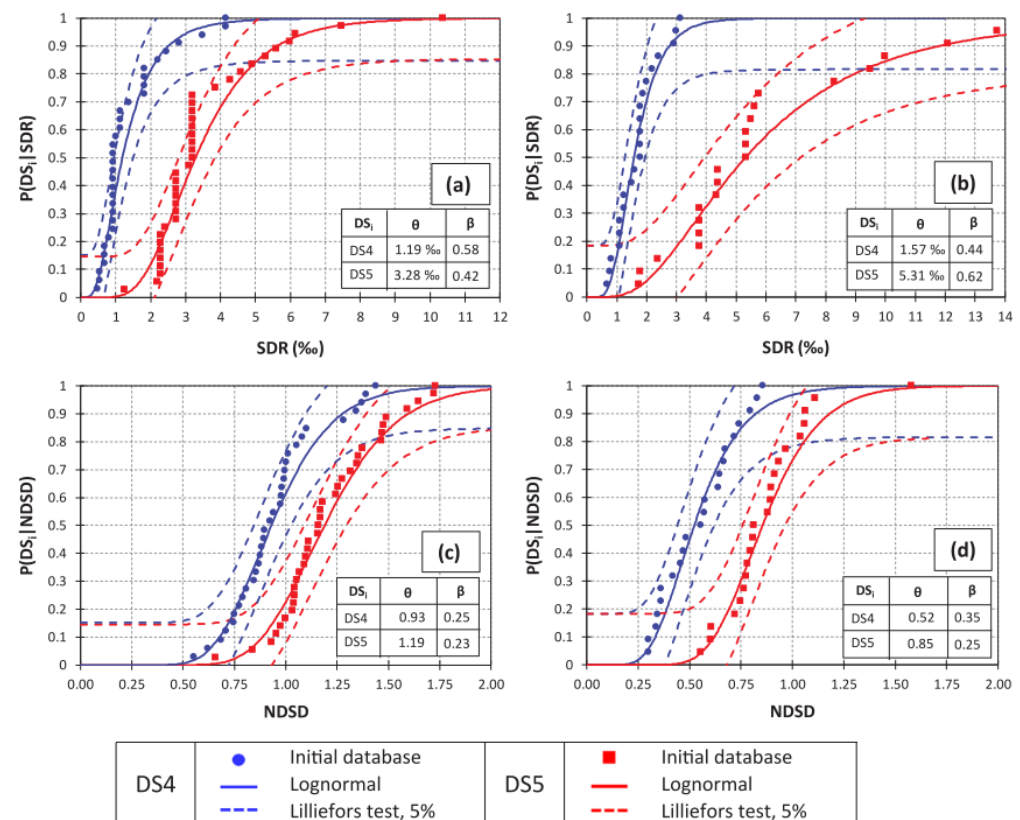 P(DSi|SDR)
1
0.9
0.8
0.7
0.6
0.5
0.4
0.3
0.2
0.1
0
(a)
DSi θ β
DS4 1.19 ‰ 0.58
DS5 3.28 ‰ 0.42
0 1 2 3 4 5 6 7 8 9 10 11 12
SDR (‰)
P(DSi|SDR)
1
0.9
0.8
0.7
0.6
0.5
0.4
0.3
0.2
0.1
0
(b)
DSi θ β
DS4 1.57 ‰ 0.44
DS5 5.31 ‰ 0.62
0 1 2 3 4 5 6 7 8 9 10 11 12 13 14
SDR (‰)
P(DSi|NDSD)
1
0.9
0.8
0.7
0.6
0.5
0.4
0.3
0.2
0.1
0
(c)
DSi θ β
DS4 0.93 0.25
DS5 1.19 0.23
0.00 0.25 0.50 0.75 1.00 1.25 1.50 1.75 2.00
NDSD
P(DSi|NDSD)
1
0.9
0.8
0.7
0.6
0.5
0.4
0.3
0.2
0.1
0
(d)
DSi θ β
DS4 0.52 0.35
DS5 0.85 0.25
0.00 0.25 0.50 0.75 1.00 1.25 1.50 1.75 2.00
NDSD
DS4
Initial database
Lognormal
Lilliefors test, 5%
DS5
Initial database
Lognormal
Lilliefors test, 5%